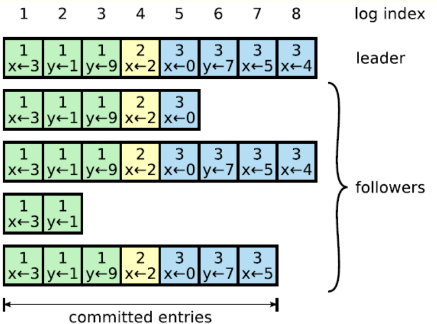 1 2 3 4 5 6 7 8 log index
1 1 1 2 3 3 3 3
x←3 y←1 y←9 x←2 x←0 y←7 x←5 x←4 leader
1 1 1 2 3
x←3 y←1 y←9 x←2 x←0
1 1 1 2 3 3 3 3
x←3 y←1 y←9 x←2 x←0 y←7 x←5 x←4
followers
1 1
x←3 y←1
1 1 1 2 3 3 3
x←3 y←1 y←9 x←2 x←0 y←7 x←5
committed entries